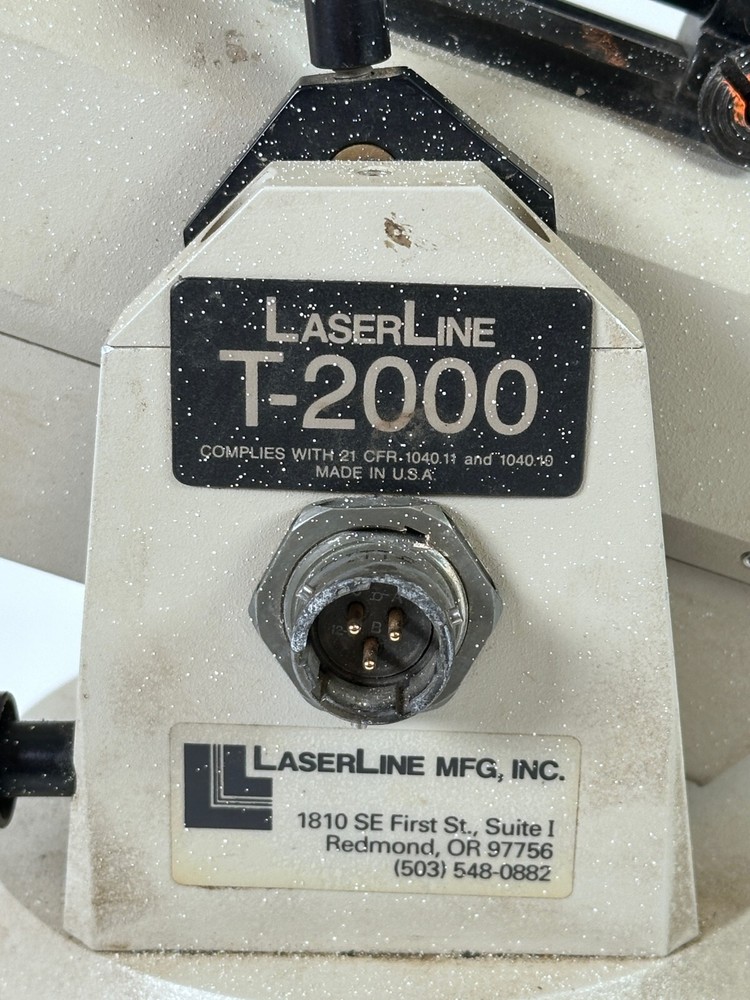 LASERLINE
T-2000
COMPLIES WITH 21 CFR 1040.11 and 1040.10
MADE IN U.S.A.
B
LASERLINE MFG, INC.
1810 SE First St., Suite I
Redmond, OR 97756
(503) 548-0882